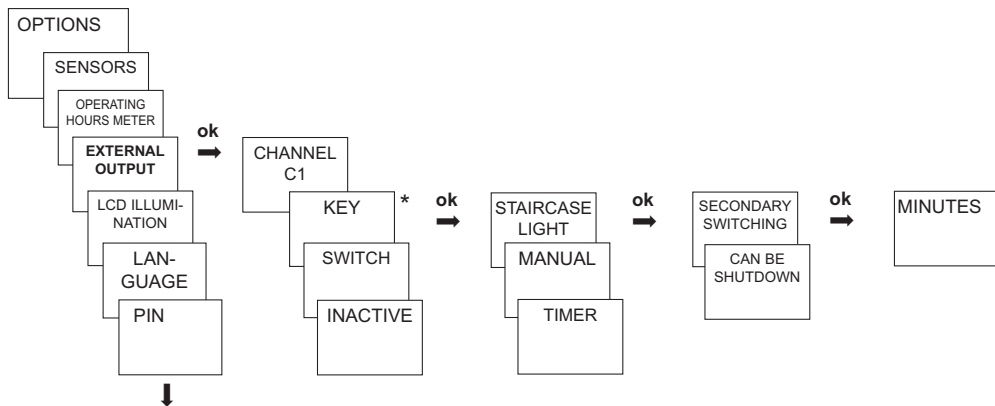 OPTIONS
SENSORS
OPERATING
HOURS METER
EXTERNAL
OUTPUT
LCD ILLUMI-
NATION
LAN-
GUAGE
PIN
ok
CHANNEL
C1
KEY
*
SWITCH
INACTIVE
ok
STAIRCASE
LIGHT
MANUAL
TIMER
ok
SECONDARY
SWITCHING
CAN BE
SHUTDOWN
ok
MINUTES